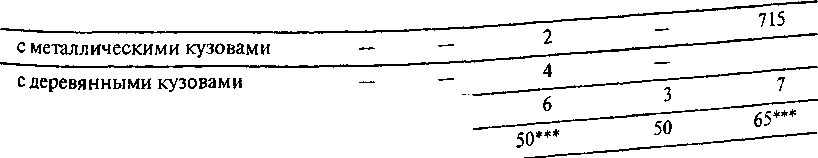 с металлическими кузовами — — 2 — 715
с деревянными кузовами — — 4 —
6 3 7
50*** 50 65***